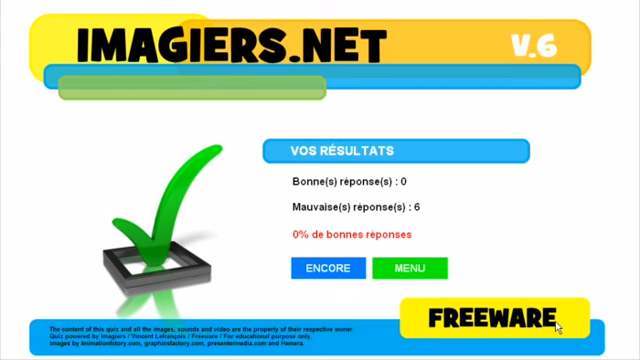 IMAGIERS.NET
V.6
VOS RÉSULTATS
Bonne(s) réponse(s) : 0
Mauvaise(s) réponse(s) : 6
0% de bonnes réponses
ENCORE
MENU
FREEWARE
The content of this quiz and all the images, sounds and video are the property of their respective owner.
Quiz powered by Imagiers / Vincent Lefrançois / Freeware / For educational purpose only.
Images by Animationfctory.com, graphicsfactory.com, presentermedia.com and Hemera.